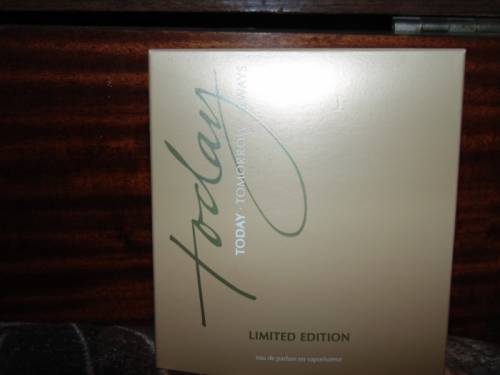 today
TODAY · TOMORROW · ALWAYS
LIMITED EDITION
eau de parfum en vaporisateur